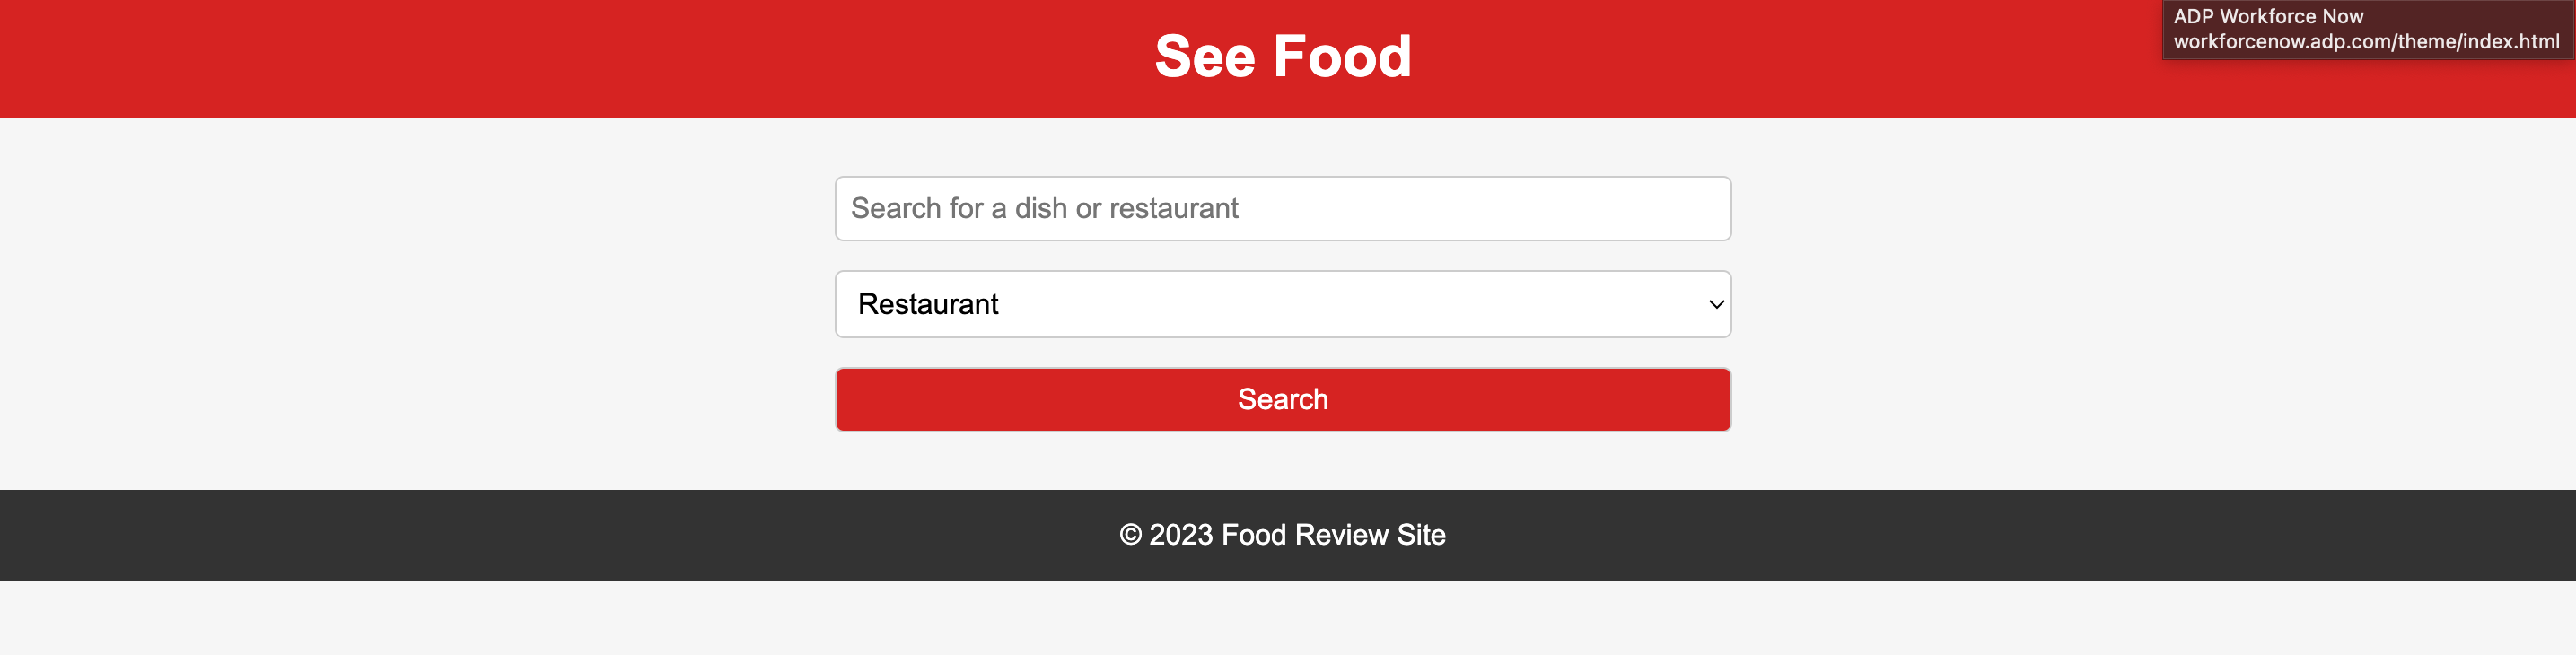 See Food
ADP Workforce Now
workforcenow.adp.com/theme/index.html
Search for a dish or restaurant
Restaurant
Search
© 2023 Food Review Site